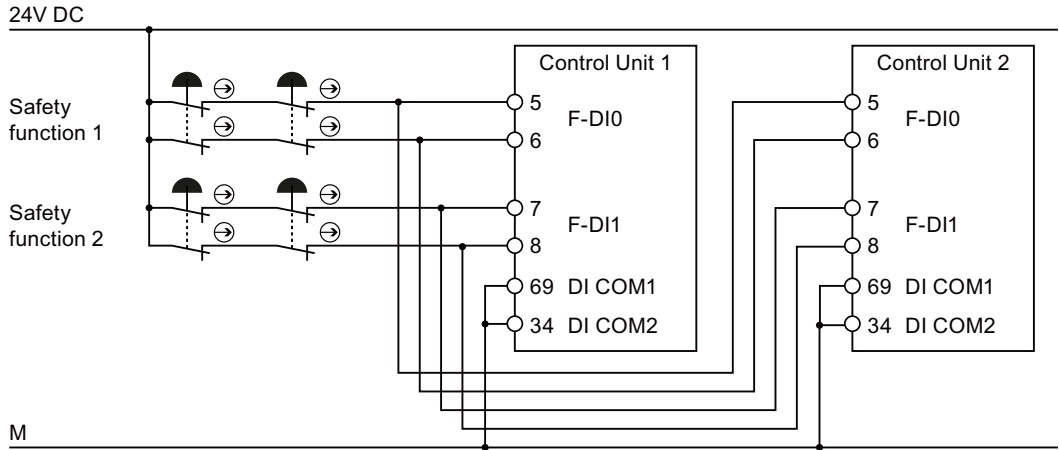 24V DC
Control Unit 1
Control Unit 2
Safety
function 1
5
F-DI0
6
5
F-DI0
6
Safety
function 2
7
F-DI1
8
7
F-DI1
8
69 DI COM1
34 DI COM2
69 DI COM1
34 DI COM2
M